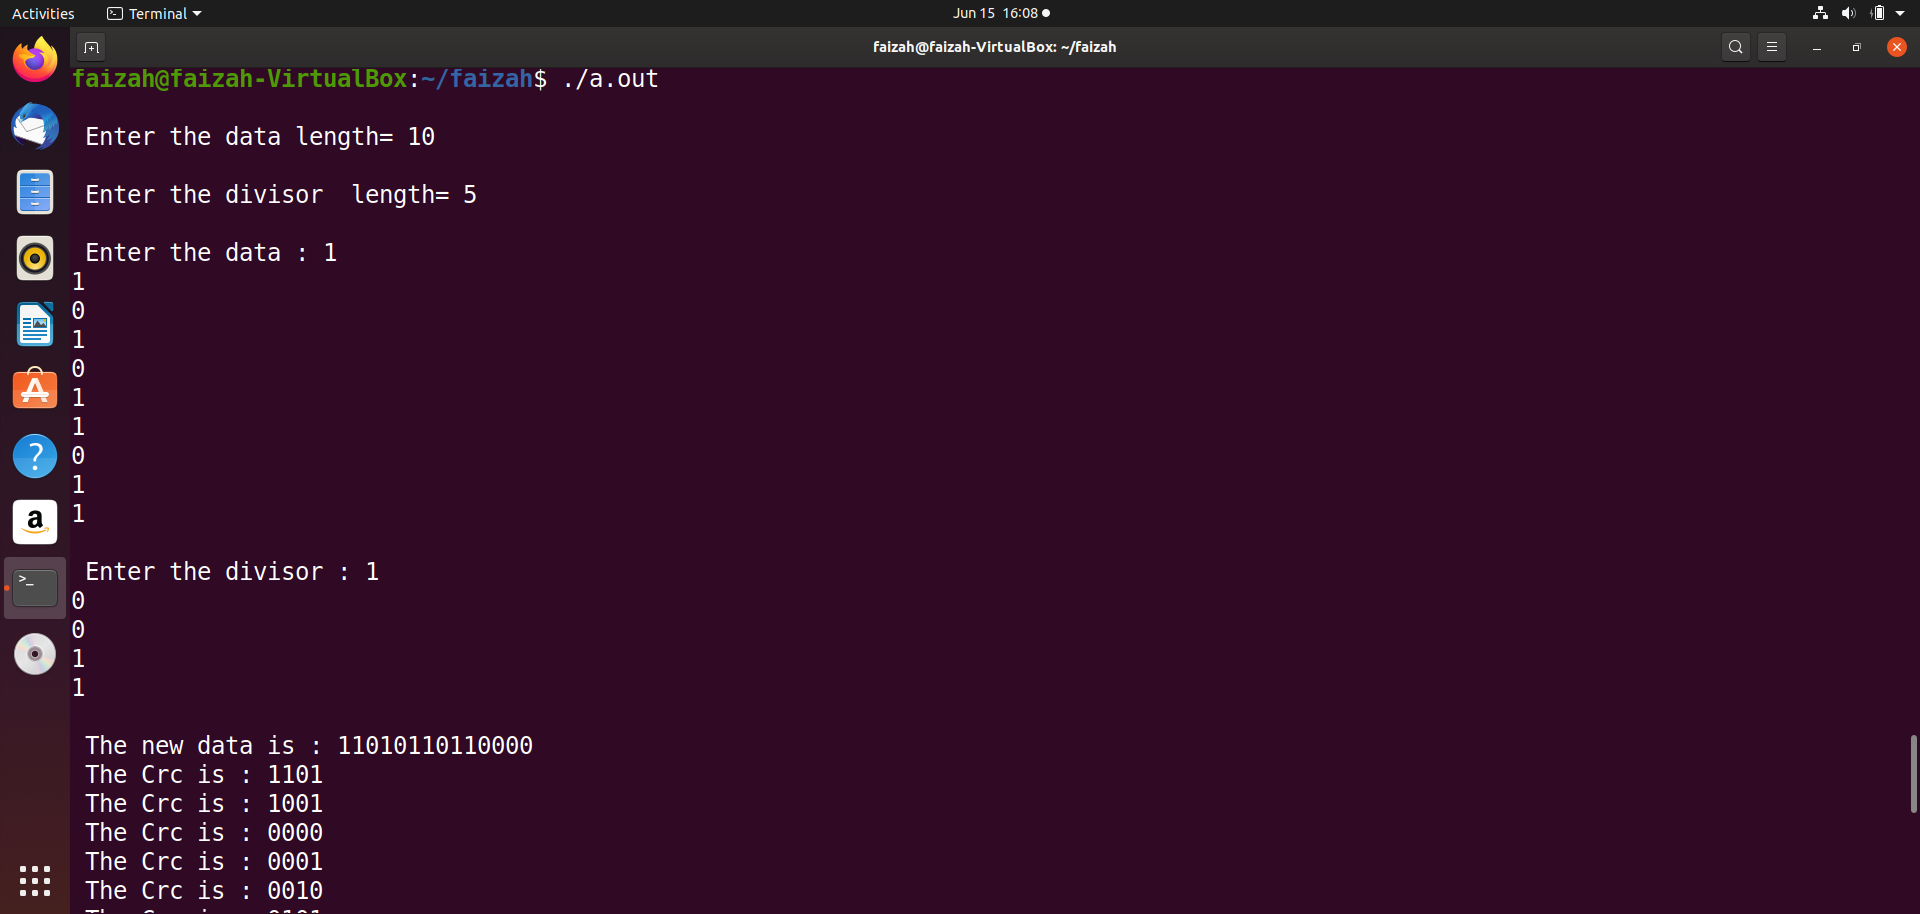 Activities Terminal Jun 15 16:08
faizah@faizah-VirtualBox: ~/faizah
faizah@faizah-VirtualBox:~/faizah$ ./a.out
Enter the data length= 10
Enter the divisor  length= 5
Enter the data : 1
1
0
1
0
1
1
0
1
1
Enter the divisor : 1
0
0
1
1
The new data is : 11010110110000
The Crc is : 1101
The Crc is : 1001
The Crc is : 0000
The Crc is : 0001
The Crc is : 0010